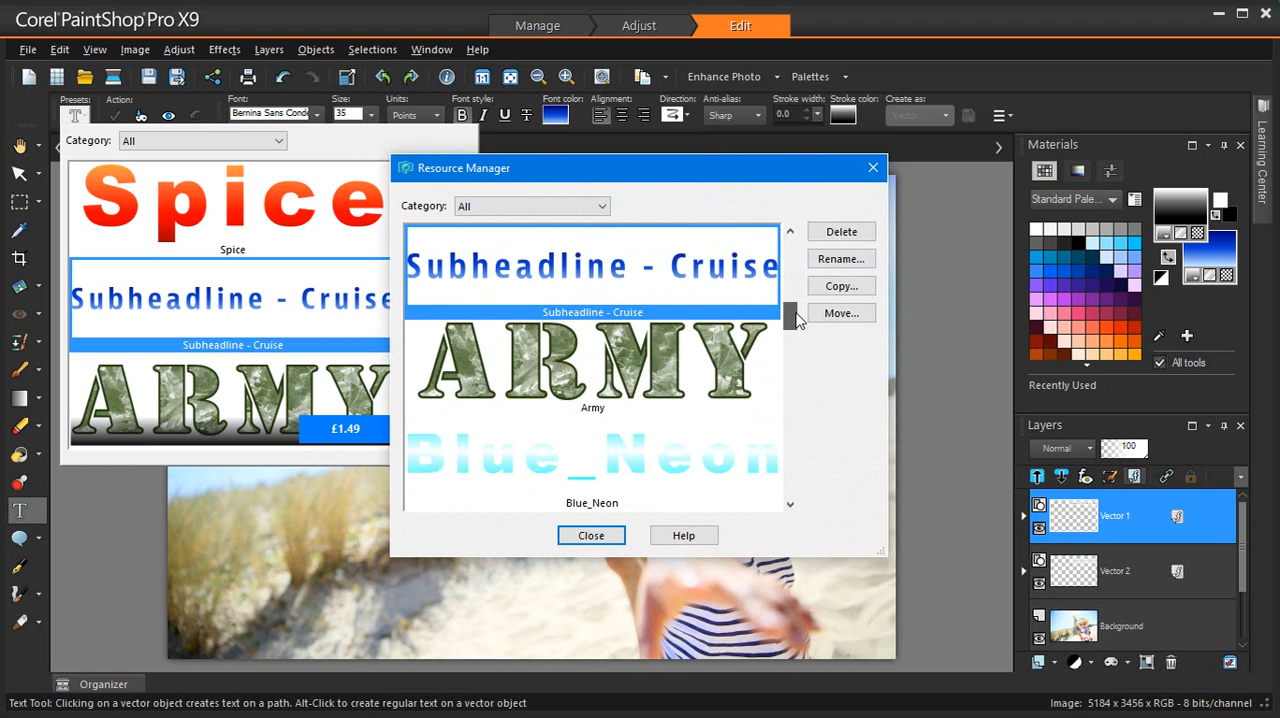 Corel PaintShop Pro X9
Manage
Adjust
Edit
File Edit View Image Adjust Effects Layers Objects Selections Window Help
Enhance Photo
Palettes
Presets: Action: Font: Size: Units: Font style: Font color: Alignment: Direction: Anti-alias: Stroke width: Stroke color: Create as:
T Bernina Sans Cond 35 Points B I U T Sharp 0.0 Vector
Category: All
Spice
Spice
Subheadline - Cruise
Subheadline - Cruise
ARMY
£1.49
Resource Manager
Category: All
Subheadline - Cruise
Subheadline - Cruise
ARMY
Army
Blue_Neon
Blue_Neon
Delete
Rename...
Copy...
Move...
Close
Help
Learning Center
Materials
Standard Pale...
All tools
Recently Used
Layers
Normal
100
Vector 1
Vector 2
Background
Organizer
Text Tool: Clicking on a vector object creates text on a path. Alt-Click to create regular text on a vector object
Image: 5184 x 3456 x RGB - 8 bits/channel